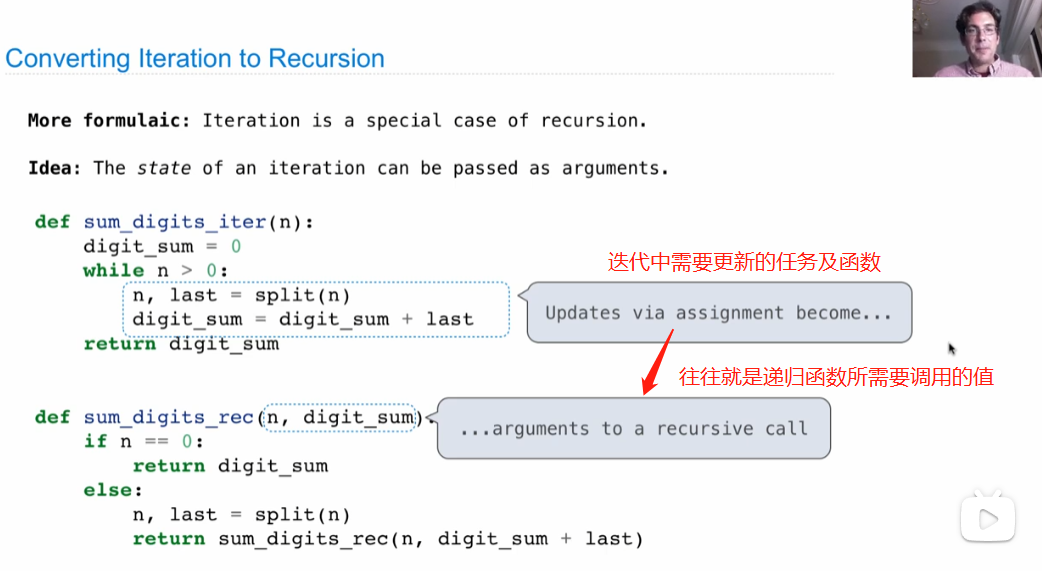 Converting Iteration to Recursion
More formulaic: Iteration is a special case of recursion.
Idea: The state of an iteration can be passed as arguments.
def sum_digits_iter(n):
    digit_sum = 0
    while n > 0:
        n, last = split(n)
        digit_sum = digit_sum + last
    return digit_sum
迭代中需要更新的任务及函数
Updates via assignment become...
往往就是递归函数所需要调用的值
def sum_digits_rec(n, digit_sum):
...arguments to a recursive call
    if n == 0:
        return digit_sum
    else:
        n, last = split(n)
        return sum_digits_rec(n, digit_sum + last)